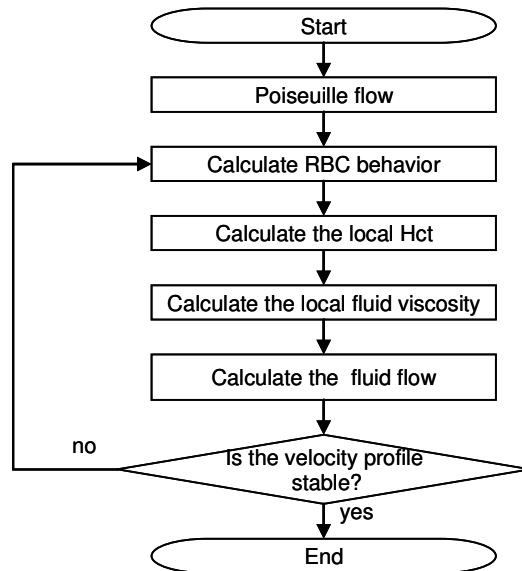 Start
Poiseuille flow
Calculate RBC behavior
Calculate the local Hct
Calculate the local fluid viscosity
Calculate the fluid flow
no
Is the velocity profile
stable?
yes
End